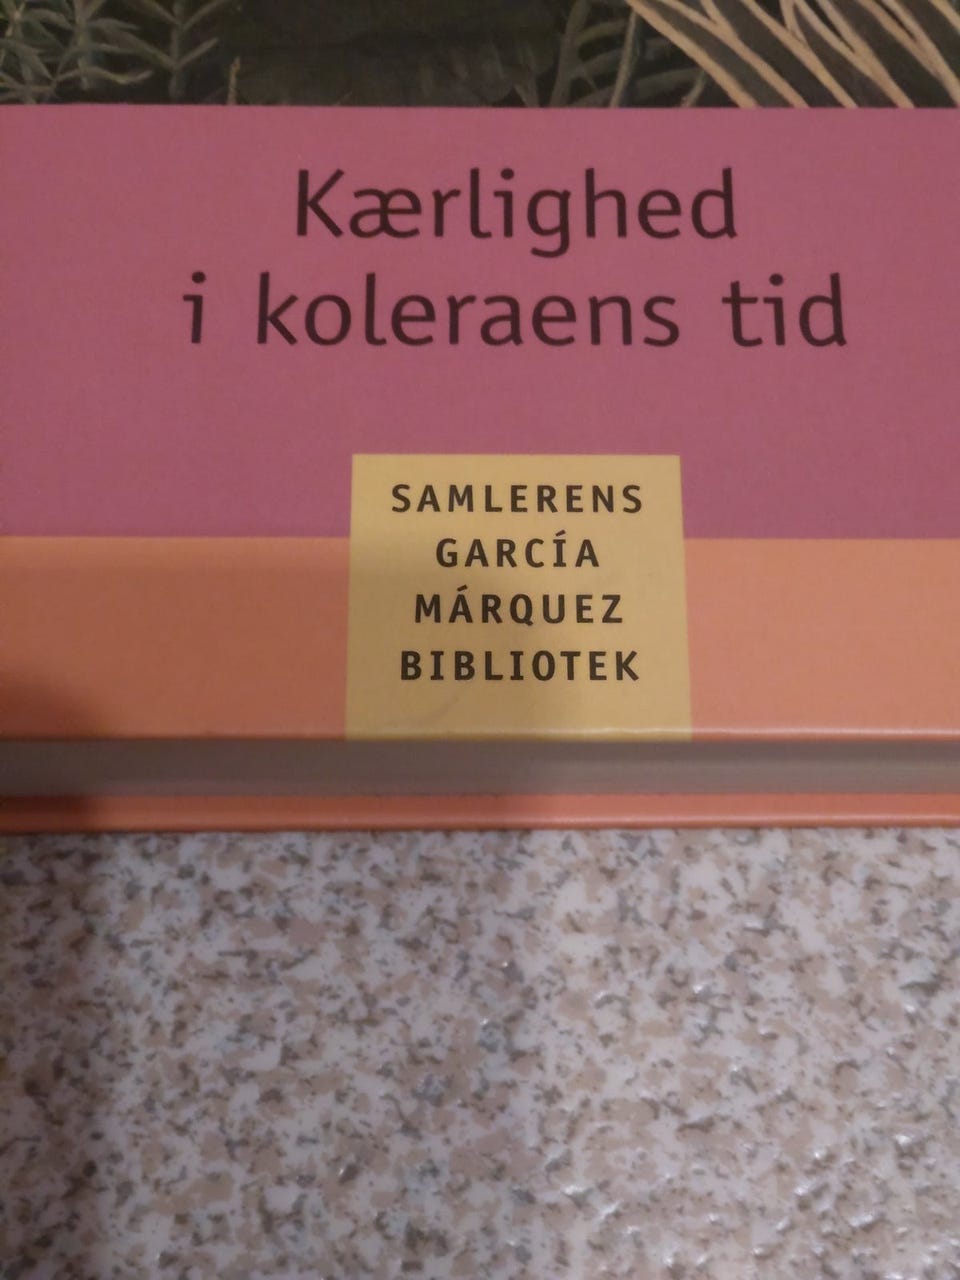 Kærlighed
i koleraens tid
SAMLERENS
GARCÍA
MÁRQUEZ
BIBLIOTEK